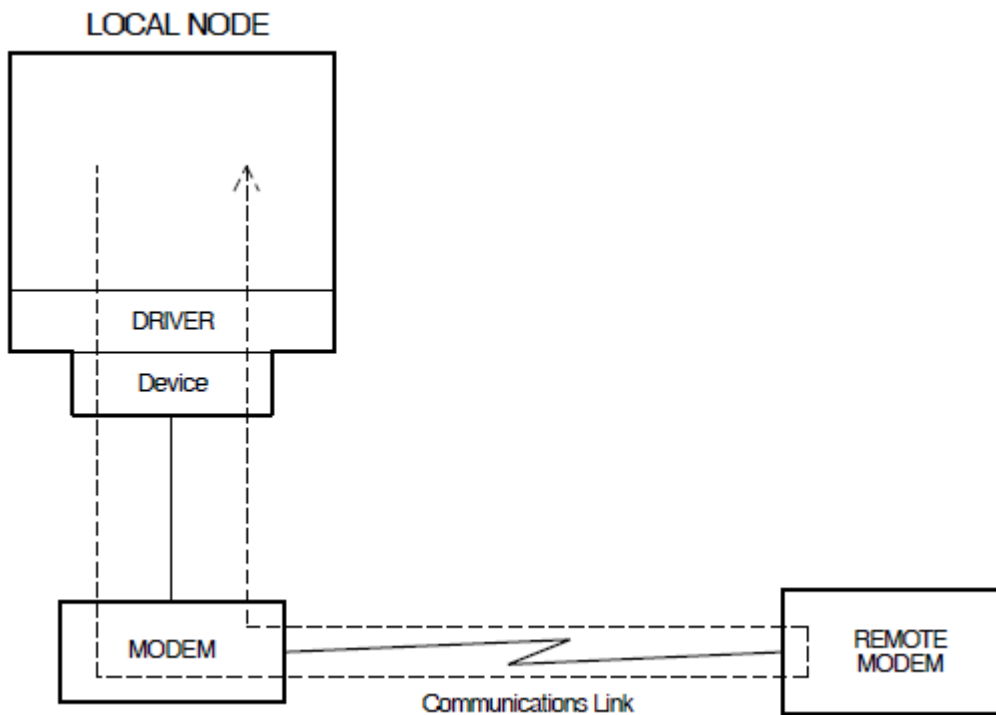 LOCAL NODE
DRIVER
Device
MODEM
REMOTE
MODEM
Communications Link